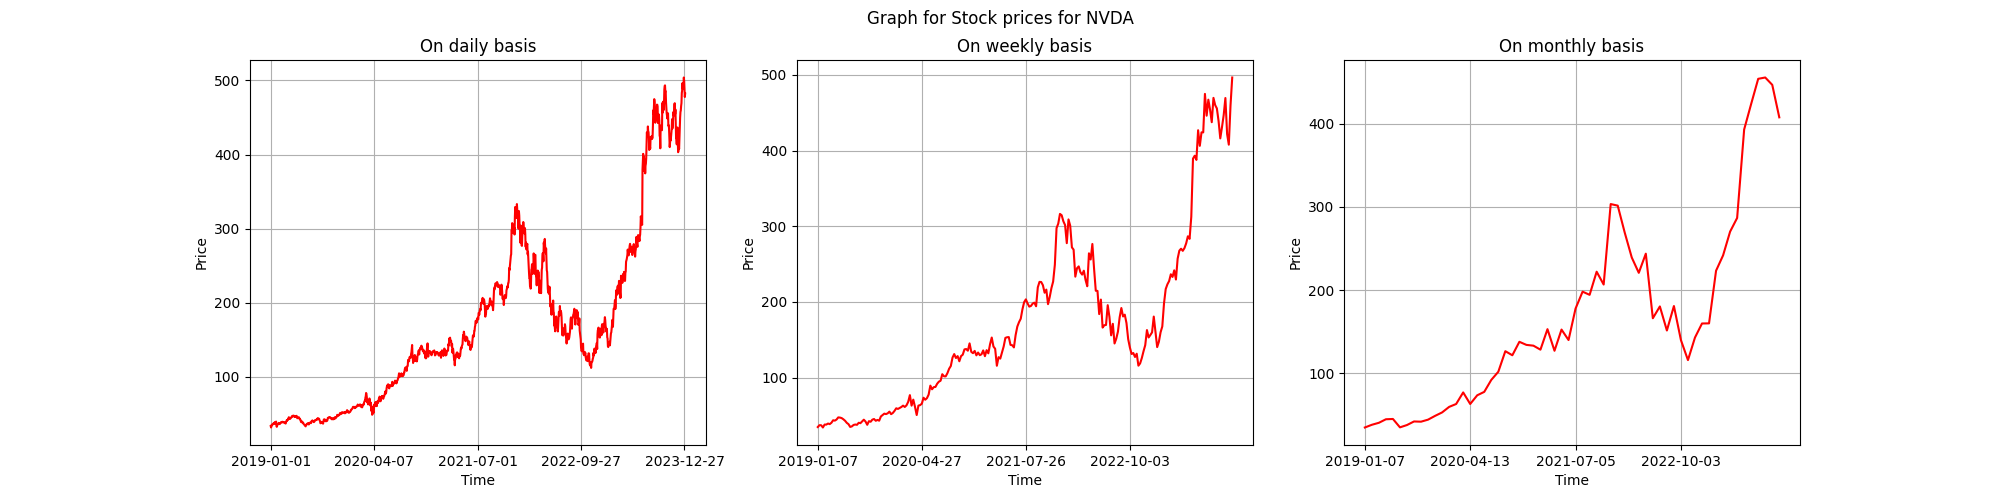 Graph for Stock prices for NVDA
On daily basis
Price
500
400
300
200
100
2019-01-01 2020-04-07 2021-07-01 2022-09-27 2023-12-27
Time
On weekly basis
Price
500
400
300
200
100
2019-01-07 2020-04-27 2021-07-26 2022-10-03
Time
On monthly basis
Price
400
300
200
100
2019-01-07 2020-04-13 2021-07-05 2022-10-03
Time